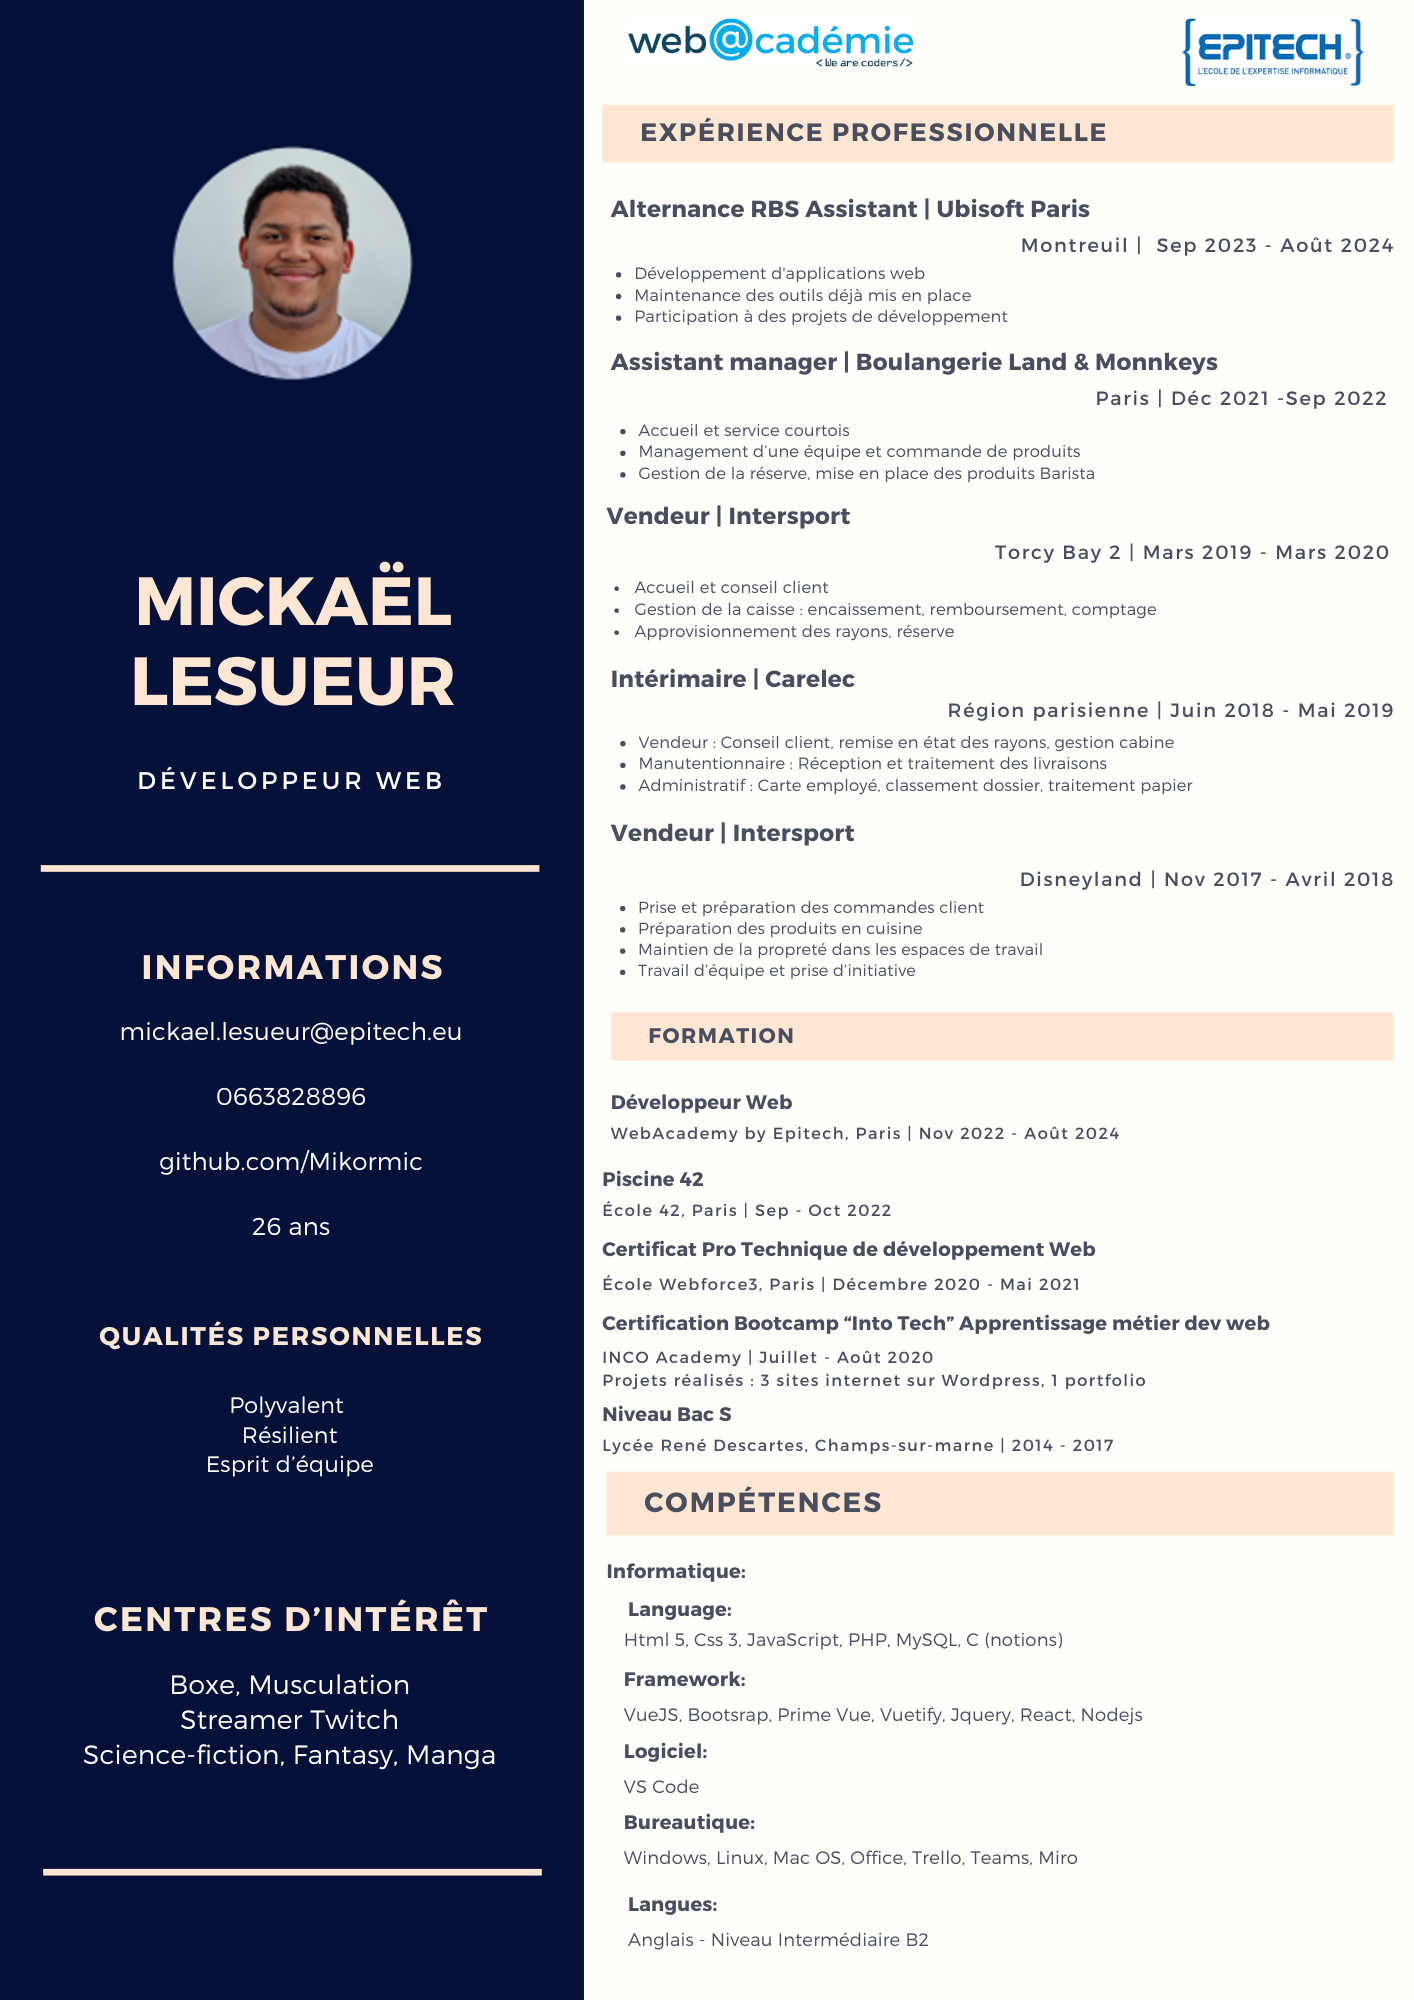 MICKAËL
LESUEUR
DÉVELOPPEUR WEB
INFORMATIONS
mickael.lesueur@epitech.eu
0663828896
github.com/Mikormic
26 ans
QUALITÉS PERSONNELLES
Polyvalent
Résilient
Esprit d’équipe
CENTRES D’INTÉRÊT
Boxe, Musculation
Streamer Twitch
Science-fiction, Fantasy, Manga
web@cadémie
<We are coders/>
{EPITECH.}
L'ECOLE DE L'EXPERTISE INFORMATIQUE
EXPÉRIENCE PROFESSIONNELLE
Alternance RBS Assistant | Ubisoft Paris
Montreuil | Sep 2023 - Août 2024
• Développement d'applications web
• Maintenance des outils déjà mis en place
• Participation à des projets de développement
Assistant manager | Boulangerie Land & Monnkeys
Paris | Déc 2021 -Sep 2022
• Accueil et service courtois
• Management d’une équipe et commande de produits
• Gestion de la réserve, mise en place des produits Barista
Vendeur | Intersport
Torcy Bay 2 | Mars 2019 - Mars 2020
• Accueil et conseil client
• Gestion de la caisse : encaissement, remboursement, comptage
• Approvisionnement des rayons, réserve
Intérimaire | Carelec
Région parisienne | Juin 2018 - Mai 2019
• Vendeur : Conseil client, remise en état des rayons, gestion cabine
• Manutentionnaire : Réception et traitement des livraisons
• Administratif : Carte employé, classement dossier, traitement papier
Vendeur | Intersport
Disneyland | Nov 2017 - Avril 2018
• Prise et préparation des commandes client
• Préparation des produits en cuisine
• Maintien de la propreté dans les espaces de travail
• Travail d’équipe et prise d’initiative
FORMATION
Développeur Web
WebAcademy by Epitech, Paris | Nov 2022 - Août 2024
Piscine 42
École 42, Paris | Sep - Oct 2022
Certificat Pro Technique de développement Web
École Webforce3, Paris | Décembre 2020 - Mai 2021
Certification Bootcamp “Into Tech” Apprentissage métier dev web
INCO Academy | Juillet - Août 2020
Projets réalisés : 3 sites internet sur Wordpress, 1 portfolio
Niveau Bac S
Lycée René Descartes, Champs-sur-marne | 2014 - 2017
COMPÉTENCES
Informatique:
Language:
Html 5, Css 3, JavaScript, PHP, MySQL, C (notions)
Framework:
VueJS, Bootsrap, Prime Vue, Vuetify, Jquery, React, Nodejs
Logiciel:
VS Code
Bureautique:
Windows, Linux, Mac OS, Office, Trello, Teams, Miro
Langues:
Anglais - Niveau Intermédiaire B2